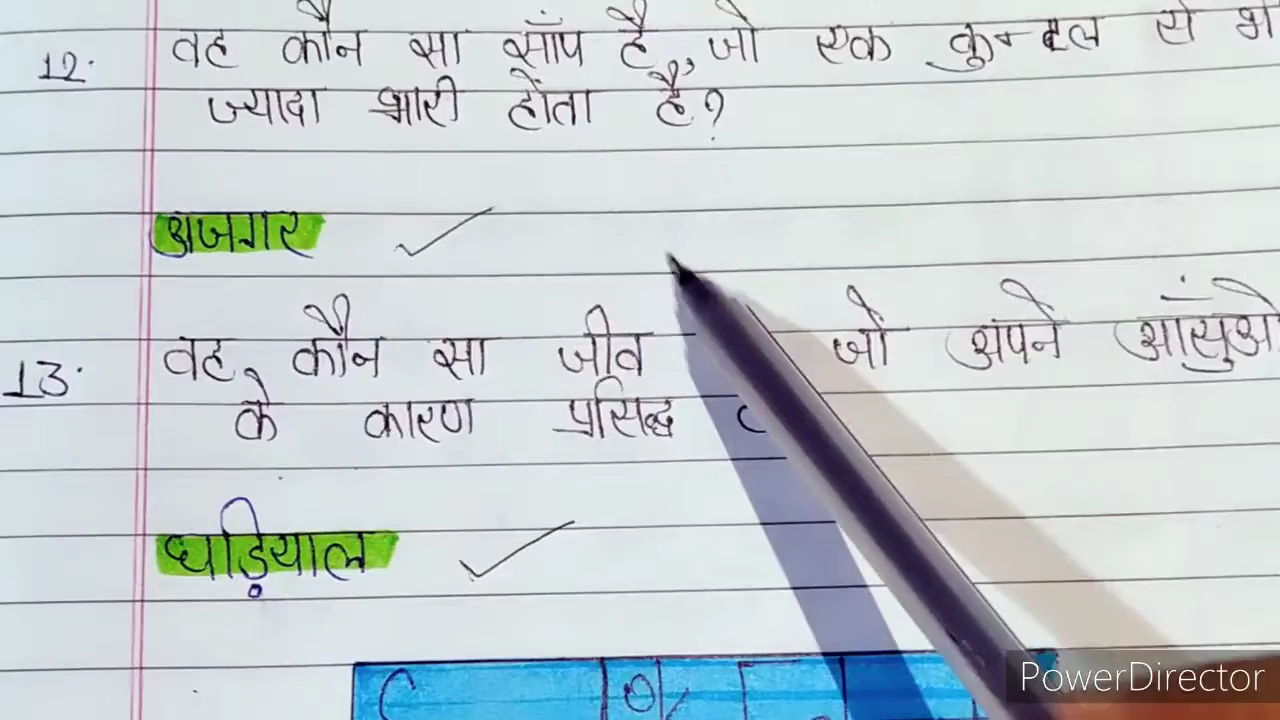 12. वह कौन सा साँप है, जो एक कुन्टल से
ज्यादा भारी होता है?
अजगर
13. वह कौन सा जीव जो अपने आंसुओ
के कारण प्रसिद्ध
घड़ियाल
PowerDirector